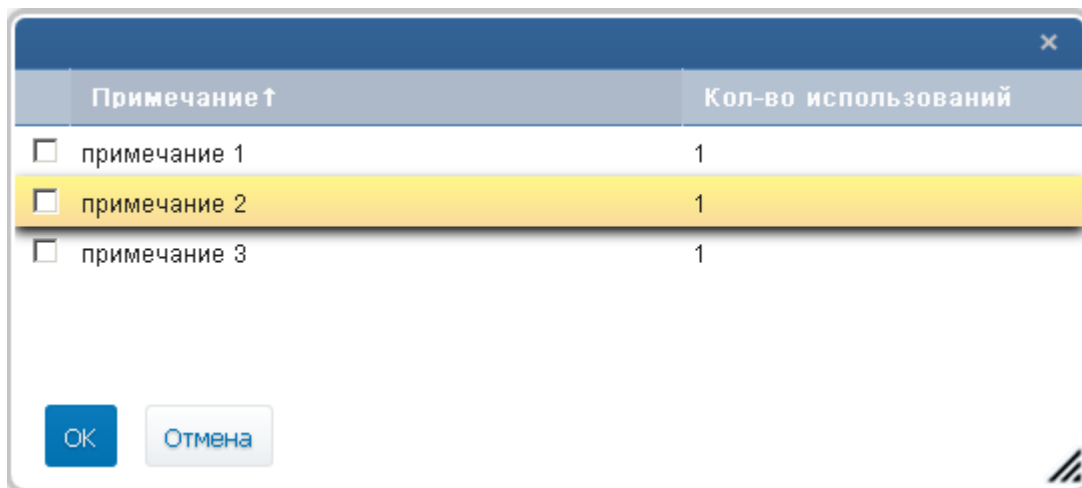 Примечание↑ Кол-во использований
примечание 1 1
примечание 2 1
примечание 3 1
OK Отмена